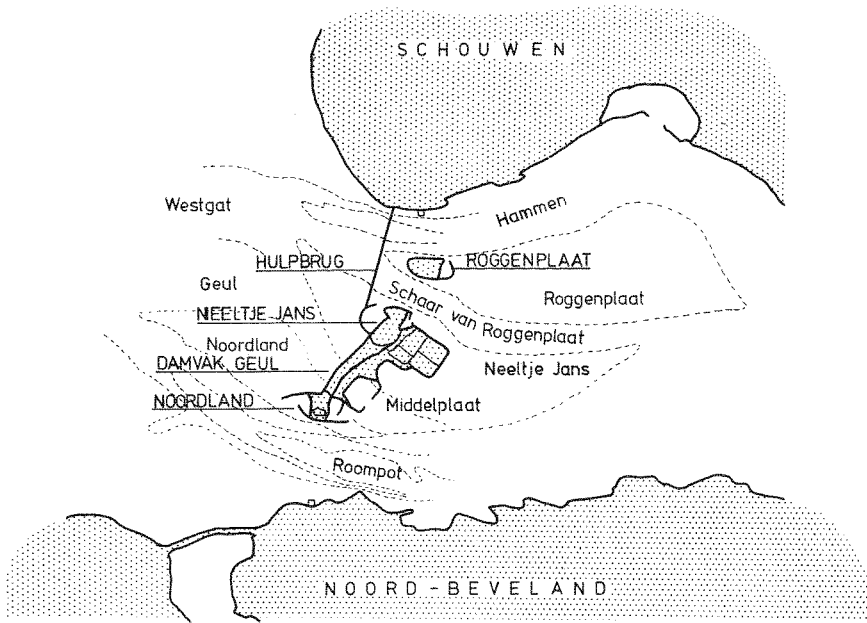 SCHOUWEN
Westgat
Hammen
HULPBRUG
ROGGENPLAAT
Geul
Schaar van Roggenplaat
Roggenplaat
NEELTJE JANS
Noordland
Neeltje Jans
DAMVAK GEUL
NOORDLAND
Middelplaat
Roompot
NOORD-BEVELAND